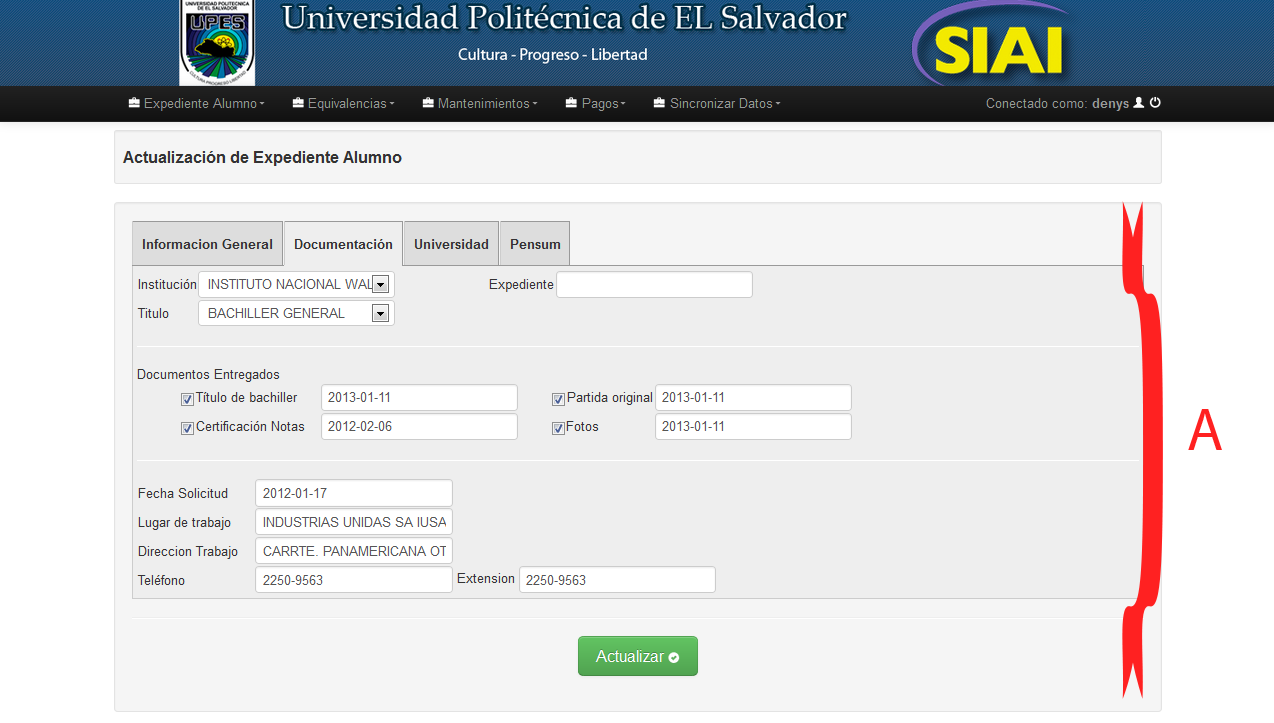 UNIVERSIDAD POLITECNICA
DE EL SALVADOR
UPES
CULTURA-PROGRESO-LIBERTAD
Universidad Politécnica de EL Salvador
Cultura - Progreso - Libertad
SIAI
Expediente Alumno Equivalencias Mantenimientos Pagos Sincronizar Datos Conectado como: denys
Actualización de Expediente Alumno
Informacion General Documentación Universidad Pensum
Institución INSTITUTO NACIONAL WAL Expediente
Titulo BACHILLER GENERAL
Documentos Entregados
Título de bachiller 2013-01-11 Partida original 2013-01-11
Certificación Notas 2012-02-06 Fotos 2013-01-11
A
Fecha Solicitud 2012-01-17
Lugar de trabajo INDUSTRIAS UNIDAS SA IUSA
Direccion Trabajo CARRTE. PANAMERICANA OT
Teléfono 2250-9563 Extension 2250-9563
Actualizar